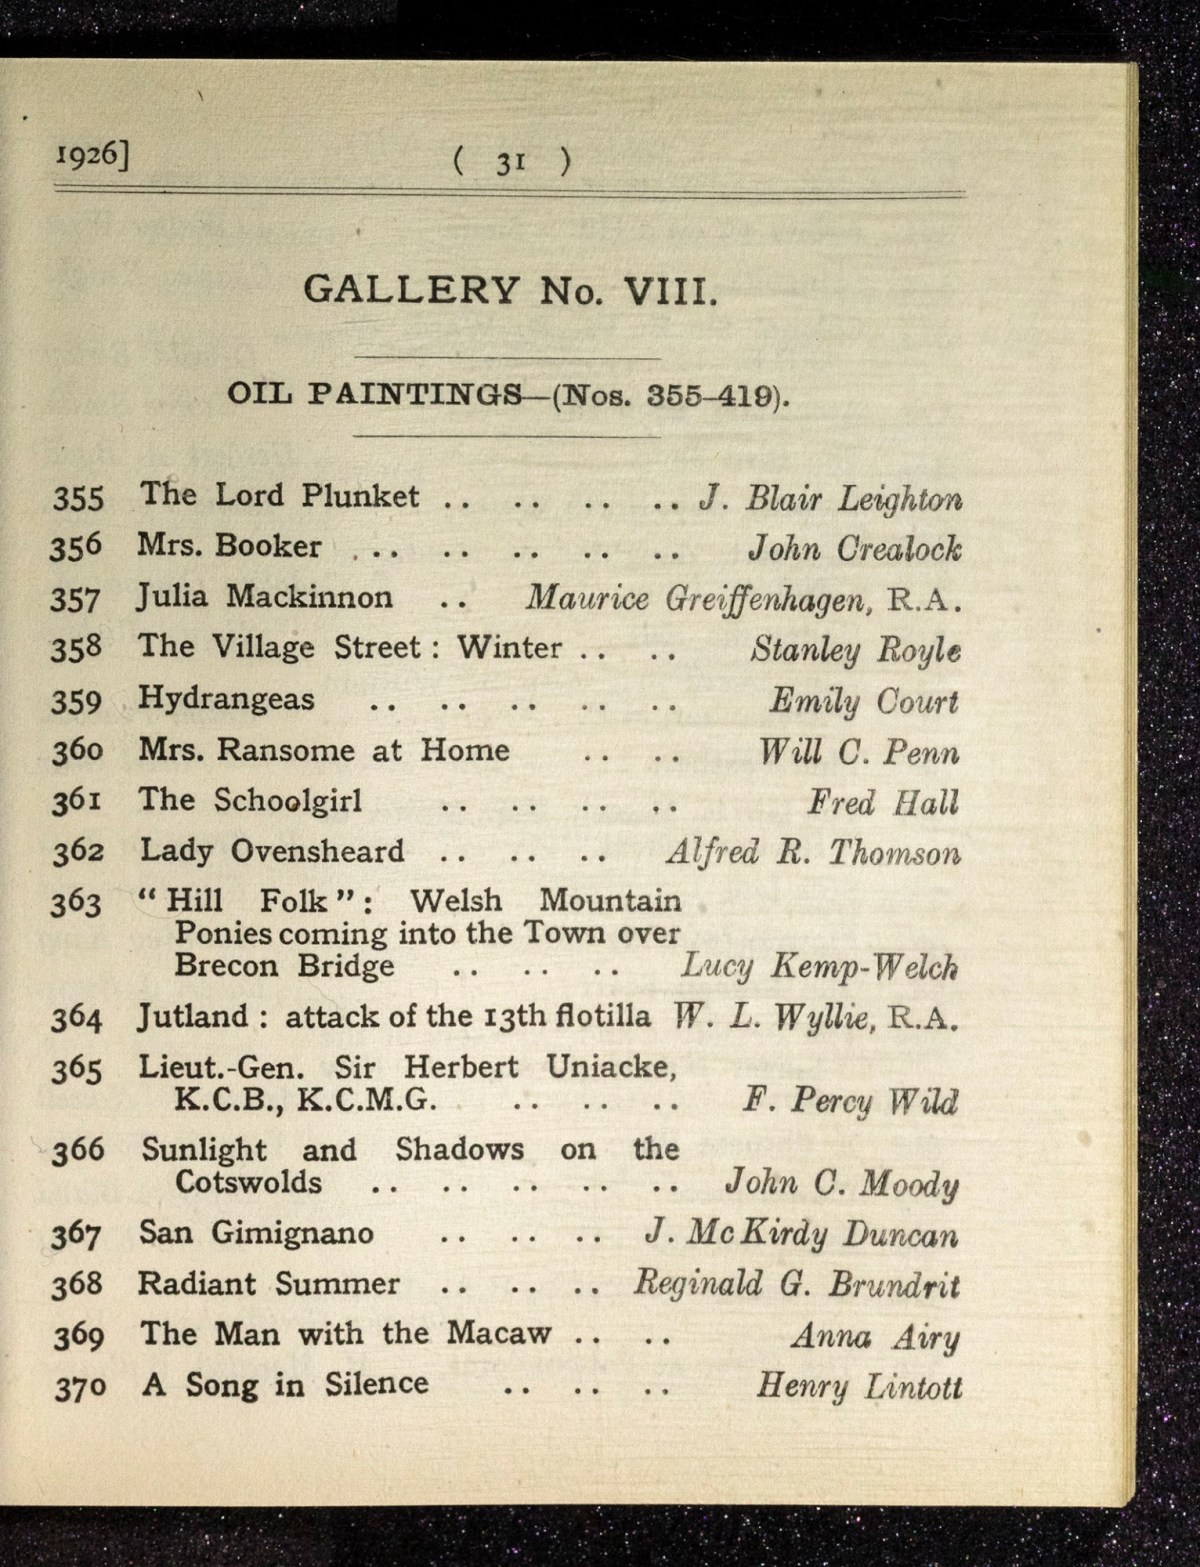 1926] ( 31 )
GALLERY No. VIII.
OIL PAINTINGS—(Nos. 355–419).
355 The Lord Plunket .. .. .. .. J. Blair Leighton
356 Mrs. Booker . .. .. .. .. .. John Crealock
357 Julia Mackinnon .. Maurice Greiffenhagen, R.A.
358 The Village Street : Winter .. .. Stanley Royle
359 Hydrangeas .. .. .. .. .. Emily Court
360 Mrs. Ransome at Home .. .. Will C. Penn
361 The Schoolgirl .. .. .. .. Fred Hall
362 Lady Ovensheard .. .. .. Alfred R. Thomson
363 “ Hill Folk ” : Welsh Mountain
Ponies coming into the Town over
Brecon Bridge .. .. .. Lucy Kemp-Welch
364 Jutland : attack of the 13th flotilla W. L. Wyllie, R.A.
365 Lieut.-Gen. Sir Herbert Uniacke,
K.C.B., K.C.M.G. .. .. .. F. Percy Wild
366 Sunlight and Shadows on the
Cotswolds .. .. .. .. .. John C. Moody
367 San Gimignano .. .. .. J. McKirdy Duncan
368 Radiant Summer .. .. .. Reginald G. Brundrit
369 The Man with the Macaw .. .. Anna Airy
370 A Song in Silence .. .. .. Henry Lintott